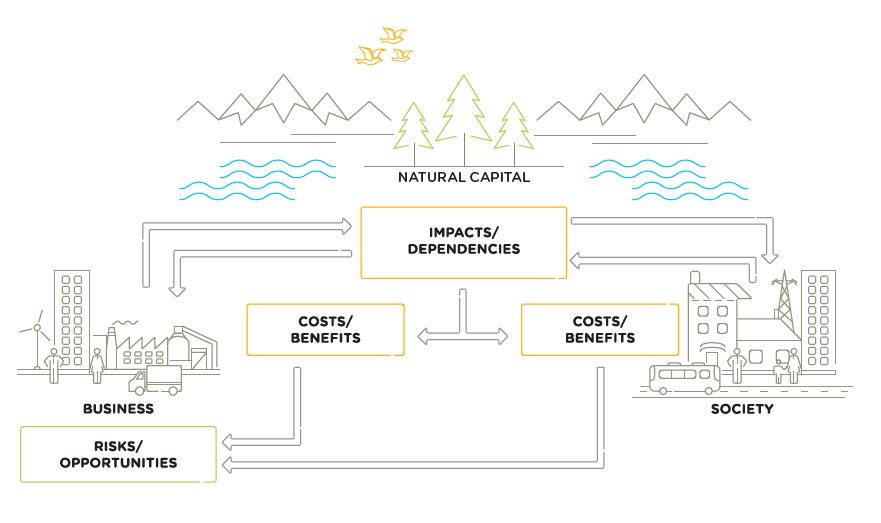 NATURAL CAPITAL
IMPACTS/
DEPENDENCIES
COSTS/
BENEFITS
COSTS/
BENEFITS
BUSINESS
SOCIETY
RISKS/
OPPORTUNITIES